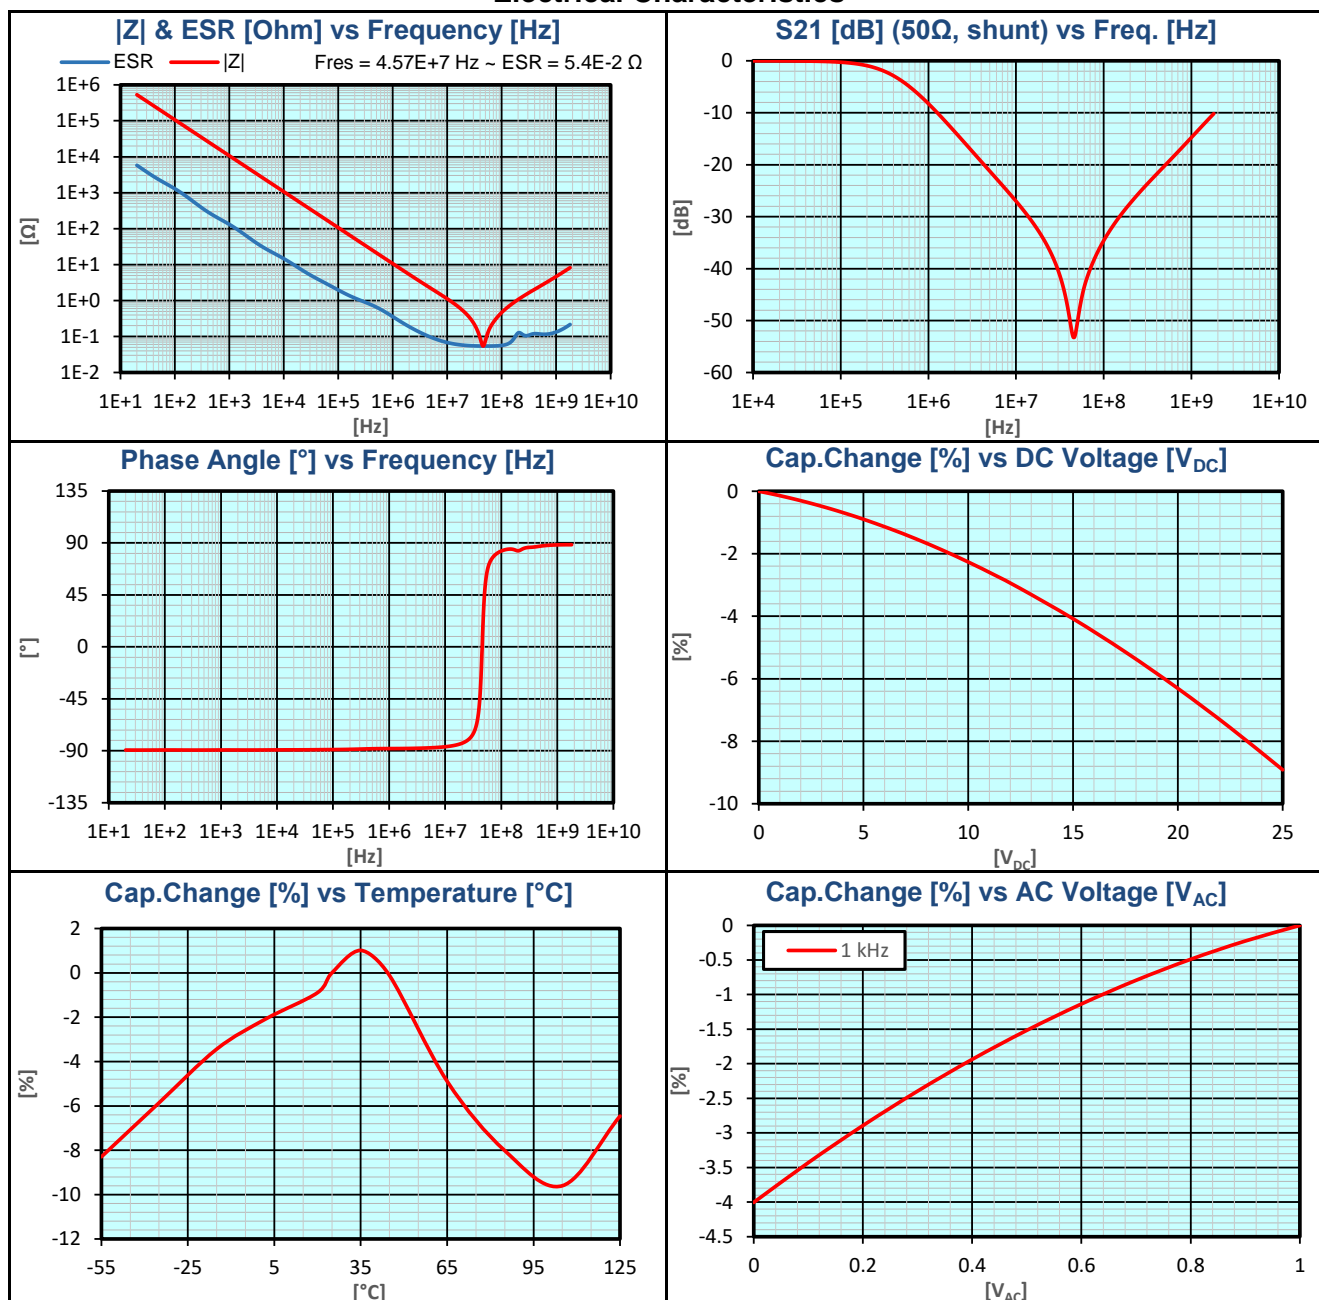 Electrical Characteristics
|Z| & ESR [Ohm] vs Frequency [Hz]
ESR |Z| Fres = 4.57E+7 Hz ~ ESR = 5.4E-2 Ω
1E+6
1E+5
1E+4
1E+3
1E+2
1E+1
1E+0
1E-1
1E-2
[Ω]
1E+1 1E+2 1E+3 1E+4 1E+5 1E+6 1E+7 1E+8 1E+9 1E+10
[Hz]
S21 [dB] (50Ω, shunt) vs Freq. [Hz]
0
-10
-20
-30
-40
-50
-60
[dB]
1E+4 1E+5 1E+6 1E+7 1E+8 1E+9 1E+10
[Hz]
Phase Angle [°] vs Frequency [Hz]
135
90
45
0
-45
-90
-135
[°]
1E+1 1E+2 1E+3 1E+4 1E+5 1E+6 1E+7 1E+8 1E+9 1E+10
[Hz]
Cap.Change [%] vs DC Voltage [VDC]
0
-2
-4
-6
-8
-10
[%]
0 5 10 15 20 25
[VDC]
Cap.Change [%] vs Temperature [°C]
2
0
-2
-4
-6
-8
-10
-12
[%]
-55 -25 5 35 65 95 125
[°C]
Cap.Change [%] vs AC Voltage [VAC]
1 kHz
0
-0.5
-1
-1.5
-2
-2.5
-3
-3.5
-4
-4.5
[%]
0 0.2 0.4 0.6 0.8 1
[VAC]